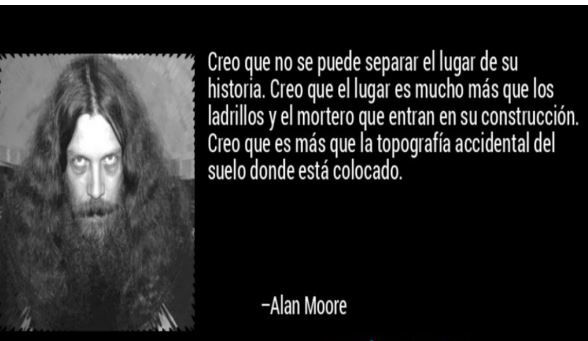 Creo que no se puede separar el lugar de su
historia. Creo que el lugar es mucho más que los
ladrillos y el mortero que entran en su construcción.
Creo que es más que la topografía accidental del
suelo donde está colocado.
–Alan Moore